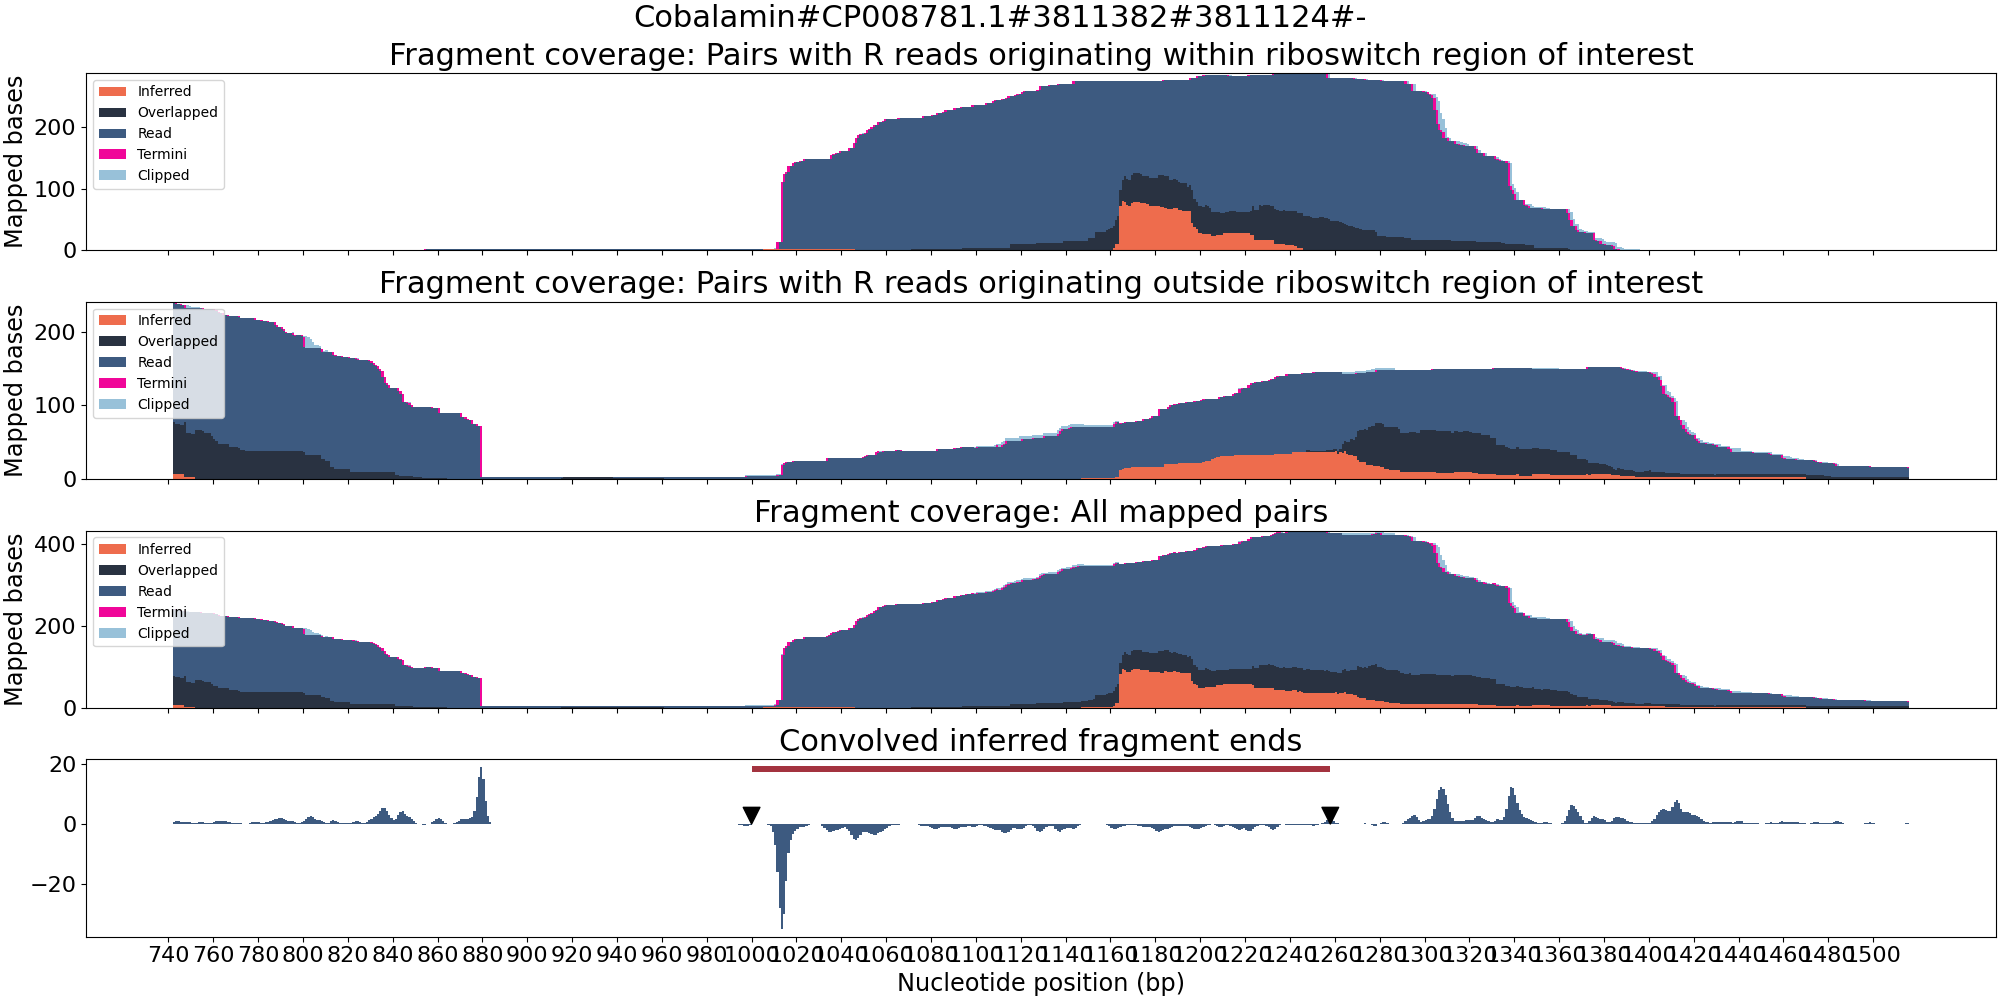 Cobalamin#CP008781.1#3811382#3811124#-
Fragment coverage: Pairs with R reads originating within riboswitch region of interest
Mapped bases
200
100
0
Inferred
Overlapped
Read
Termini
Clipped
Fragment coverage: Pairs with R reads originating outside riboswitch region of interest
Mapped bases
200
100
0
Inferred
Overlapped
Read
Termini
Clipped
Fragment coverage: All mapped pairs
Mapped bases
400
200
0
Inferred
Overlapped
Read
Termini
Clipped
Convolved inferred fragment ends
20
0
−20
740 760 780 800 820 840 860 880 900 920 940 960 980 1000 1020 1040 1060 1080 1100 1120 1140 1160 1180 1200 1220 1240 1260 1280 1300 1320 1340 1360 1380 1400 1420 1440 1460 1480 1500
Nucleotide position (bp)